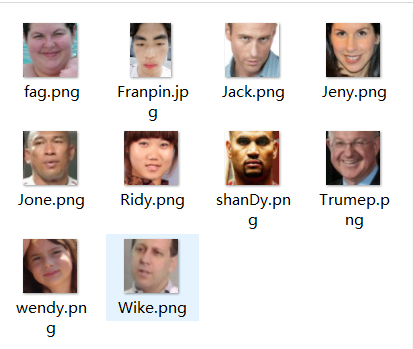 fag.png
Franpin.jp
g
Jack.png
Jeny.png
Jone.png
Ridy.png
shanDy.pn
g
Trumep.p
ng
wendy.pn
g
Wike.png